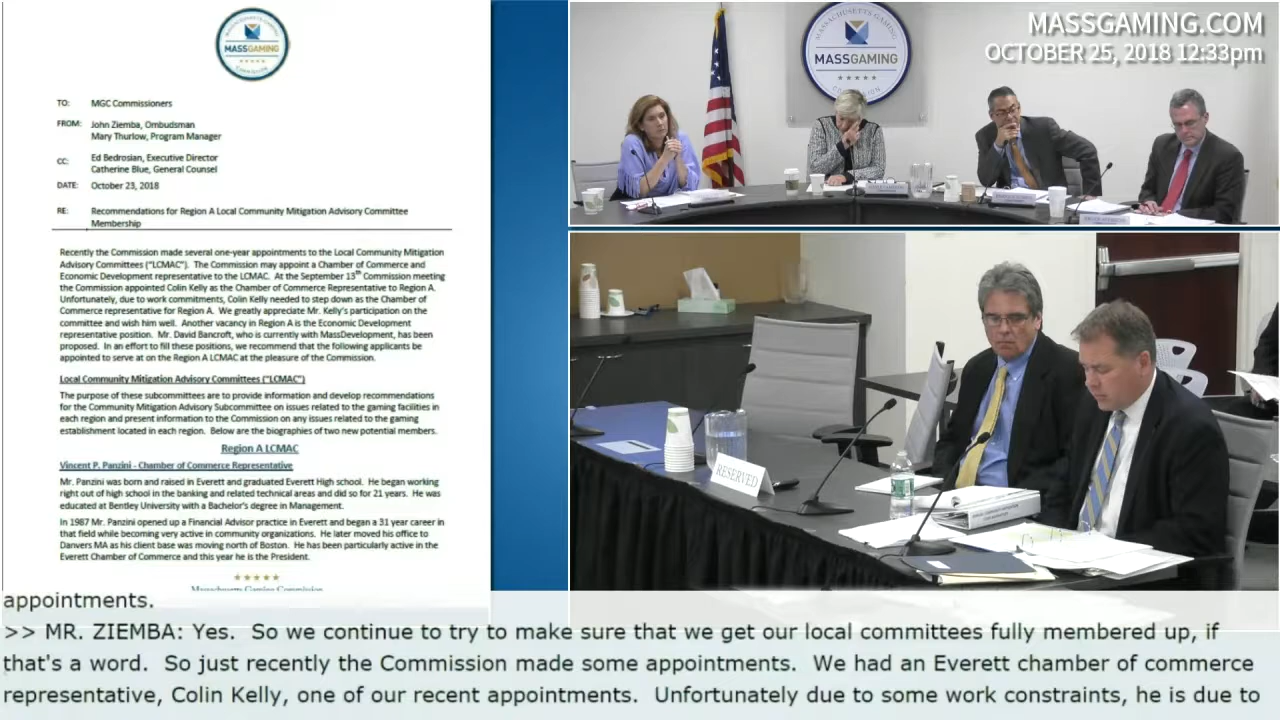 MASSACHUSETTS GAMING
MASSGAMING
COMMISSION
TO: MGC Commissioners
FROM: John Ziemba, Ombudsman
Mary Thurlow, Program Manager
CC: Ed Bedrosian, Executive Director
Catherine Blue, General Counsel
DATE: October 23, 2018
RE: Recommendations for Region A Local Community Mitigation Advisory Committee
Membership
Recently the Commission made several one-year appointments to the Local Community Mitigation
Advisory Committees ("LCMAC"). The Commission may appoint a Chamber of Commerce and
Economic Development representative to the LCMAC. At the September 13th Commission meeting
the Commission appointed Colin Kelly as the Chamber of Commerce Representative to Region A.
Unfortunately, due to work commitments, Colin Kelly needed to step down as the Chamber of
Commerce representative for Region A. We greatly appreciate Mr. Kelly's participation on the
committee and wish him well. Another vacancy in Region A is the Economic Development
representative position. Mr. David Bancroft, who is currently with MassDevelopment, has been
proposed. In an effort to fill these positions, we recommend that the following applicants be
appointed to serve at on the Region A LCMAC at the pleasure of the Commission.
Local Community Mitigation Advisory Committees ("LCMAC")
The purpose of these subcommittees are to provide information and develop recommendations
for the Community Mitigation Advisory Subcommittee on issues related to the gaming facilities in
each region and present information to the Commission on any issues related to the gaming
establishment located in each region. Below are the biographies of two new potential members.
Region A LCMAC
Vincent P. Panzini - Chamber of Commerce Representative
Mr. Panzini was born and raised in Everett and graduated Everett High school. He began working
right out of high school in the banking and related technical areas and did so for 21 years. He was
educated at Bentley University with a Bachelor's degree in Management.
In 1987 Mr. Panzini opened up a Financial Advisor practice in Everett and began a 31 year career in
that field while becoming very active in community organizations. He later moved his office to
Danvers MA as his client base was moving north of Boston. He has been particularly active in the
Everett Chamber of Commerce and this year he is the President.
Massachusetts Gaming Commission
MASSACHUSETTS GAMING
MASSGAMING
COMMISSION
MASSGAMING.COM
OCTOBER 25, 2018 12:33pm
RESERVED
appointments.
>> MR. ZIEMBA: Yes. So we continue to try to make sure that we get our local committees fully membered up, if
that's a word. So just recently the Commission made some appointments. We had an Everett chamber of commerce
representative, Colin Kelly, one of our recent appointments. Unfortunately due to some work constraints, he is due to